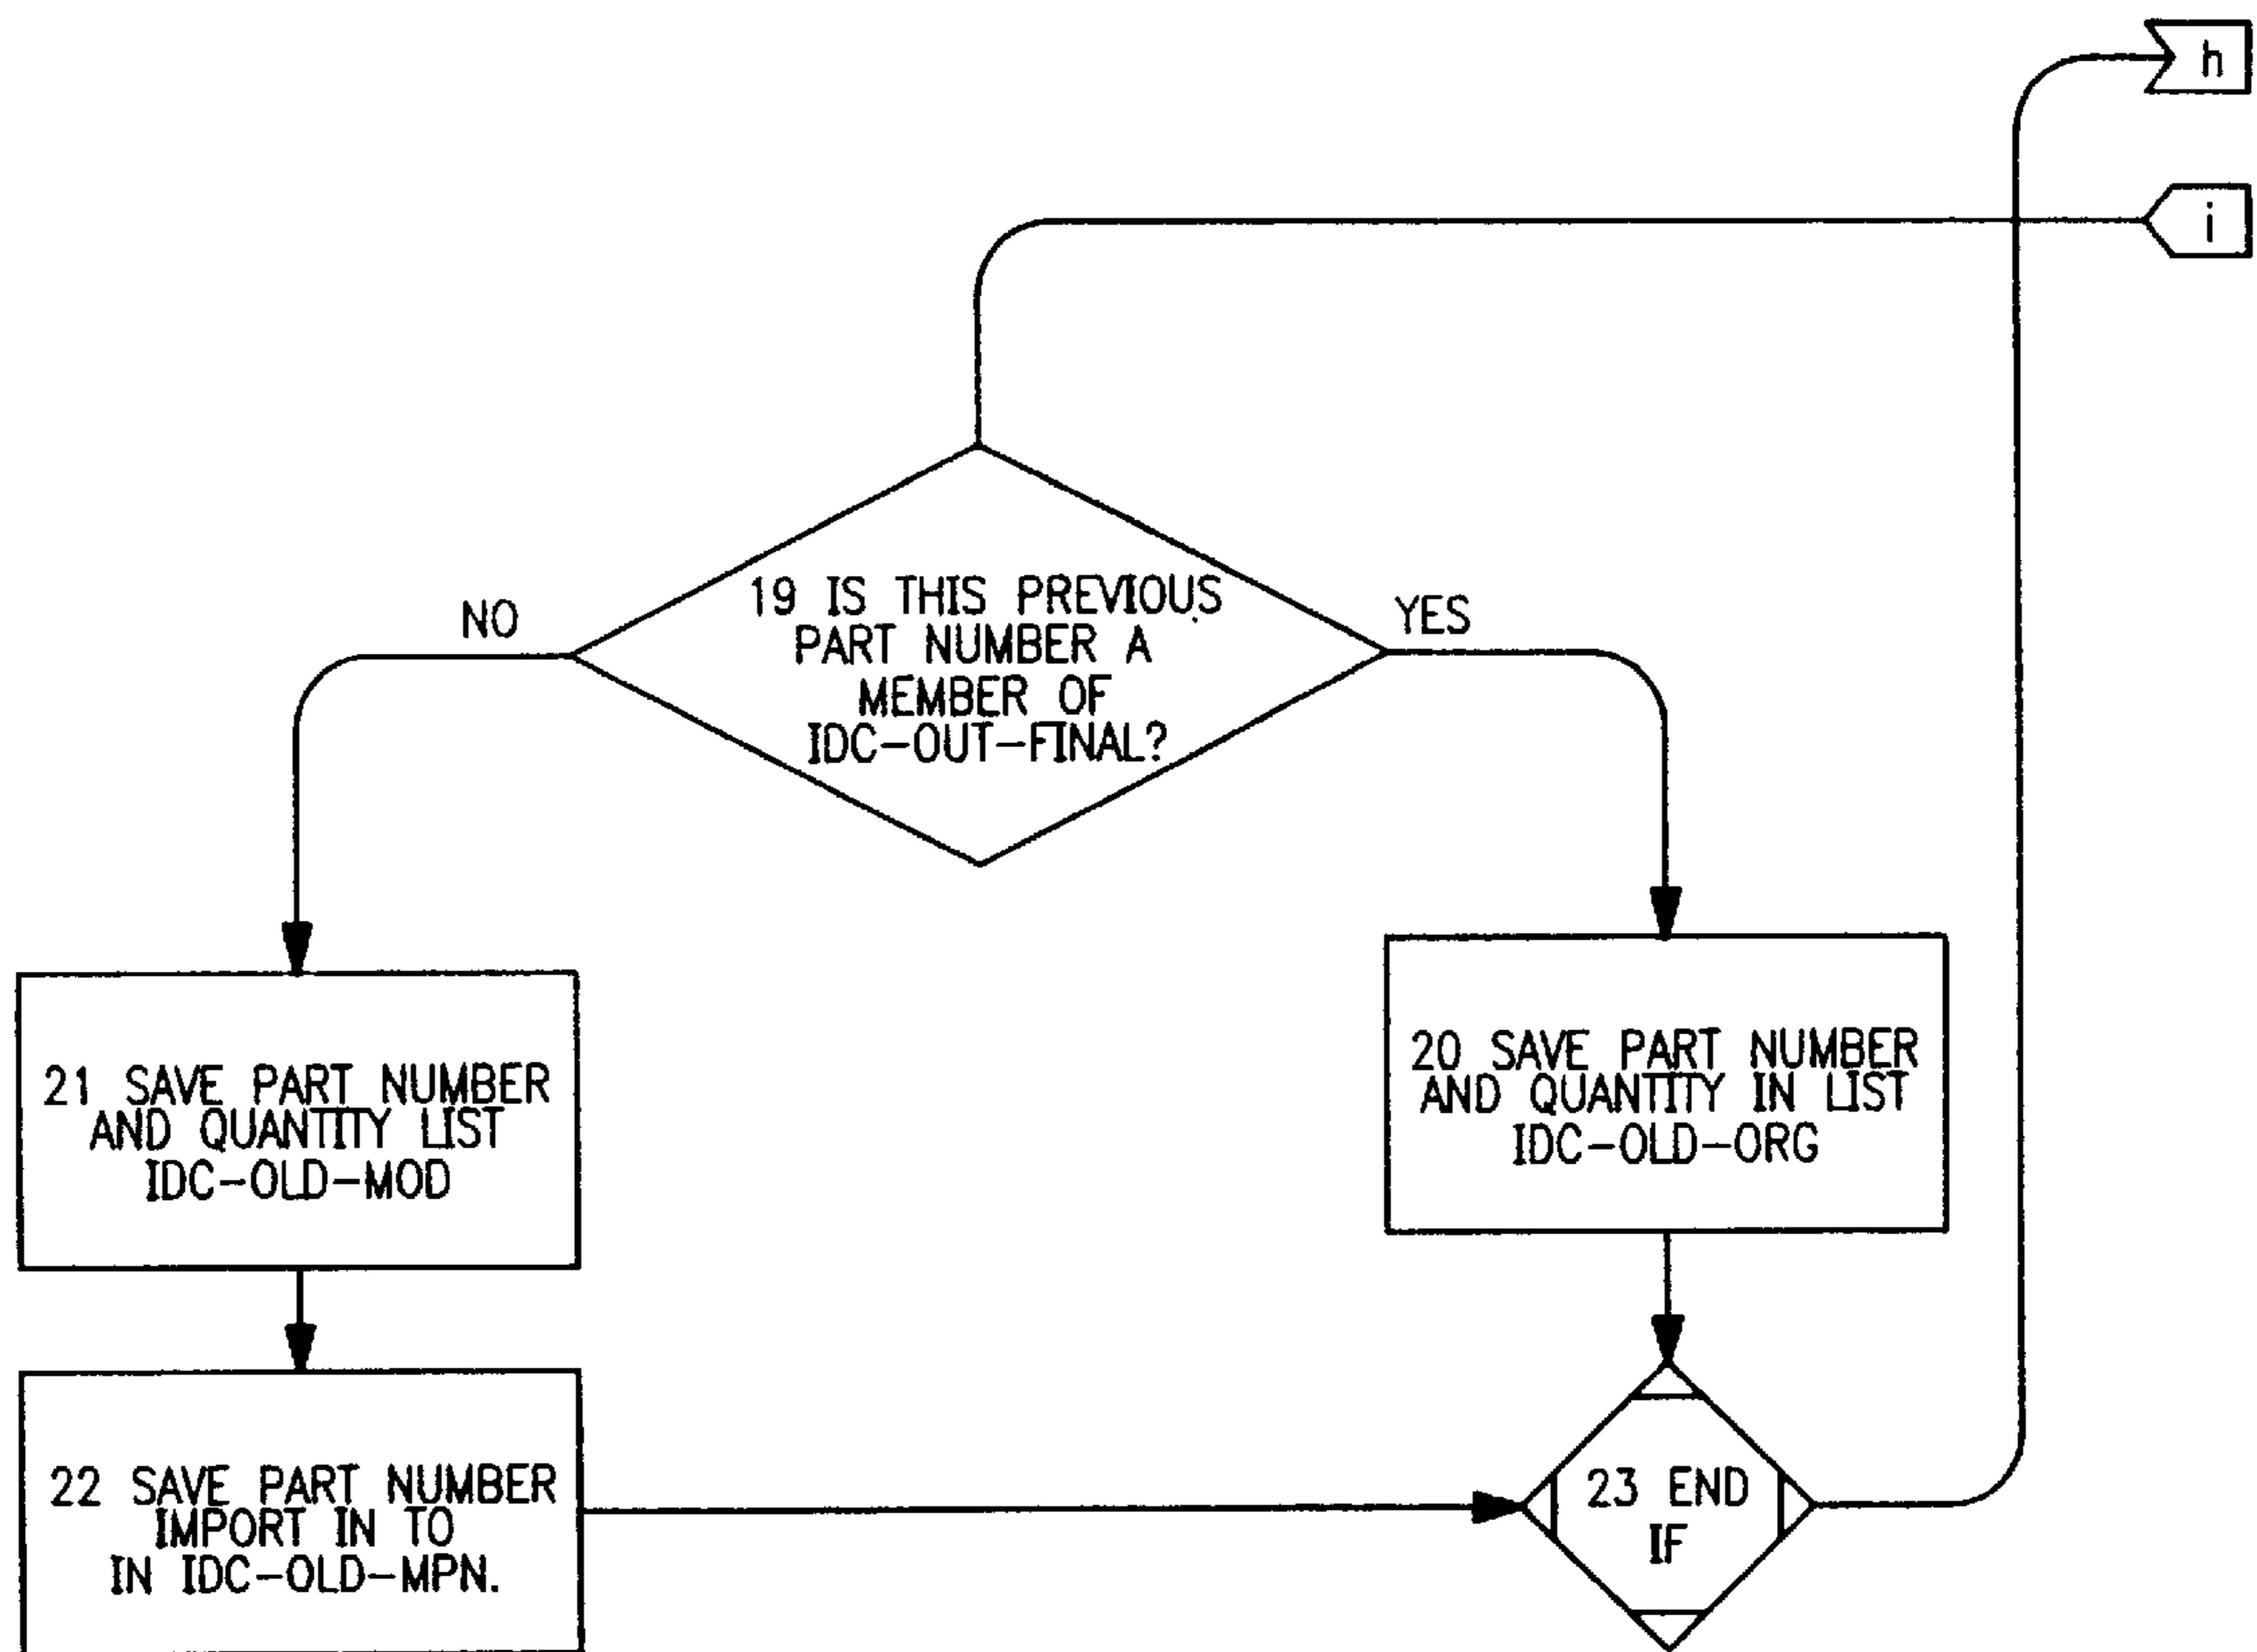 h
i
19 IS THIS PREVIOUS
PART NUMBER A
MEMBER OF
IDC-OUT-FINAL?
NO
YES
21 SAVE PART NUMBER
AND QUANTITY LIST
IDC-OLD-MOD
20 SAVE PART NUMBER
AND QUANTITY IN LIST
IDC-OLD-ORG
22 SAVE PART NUMBER
IMPORT IN TO
IN IDC-OLD-MPN.
23 END
IF